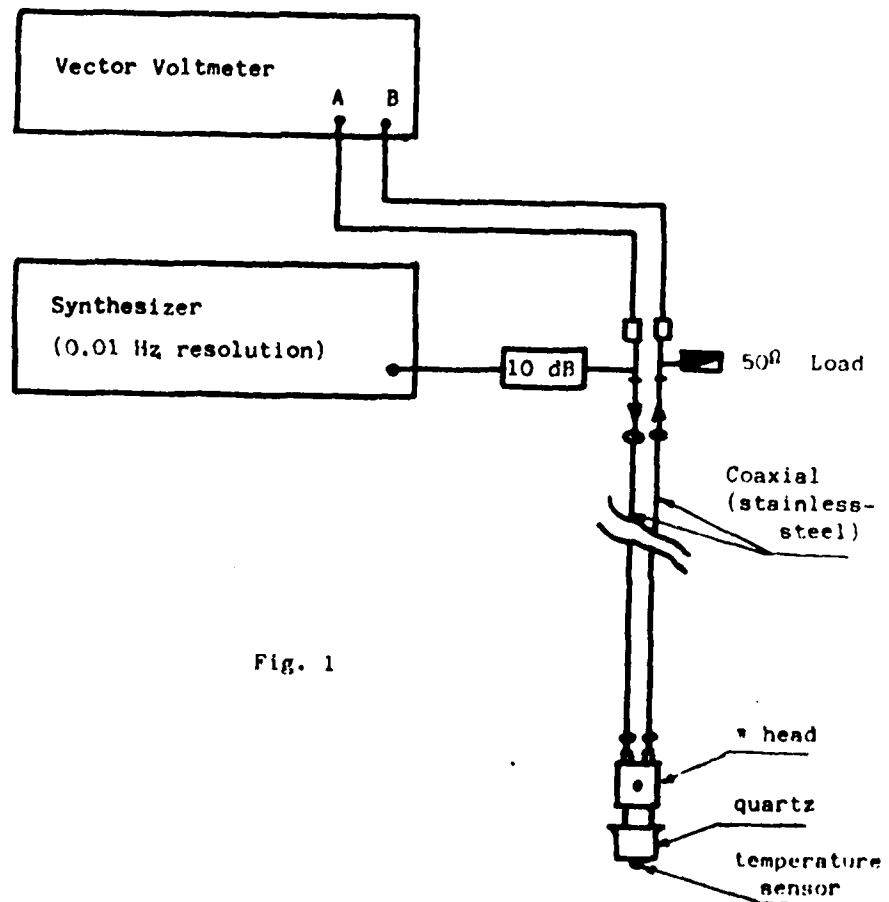 Vector Voltmeter
A B
Synthesizer
(0.01 Hz resolution)
10 dB
50Ω Load
Coaxial
(stainless-
steel)
Fig. 1
π head
quartz
temperature
sensor